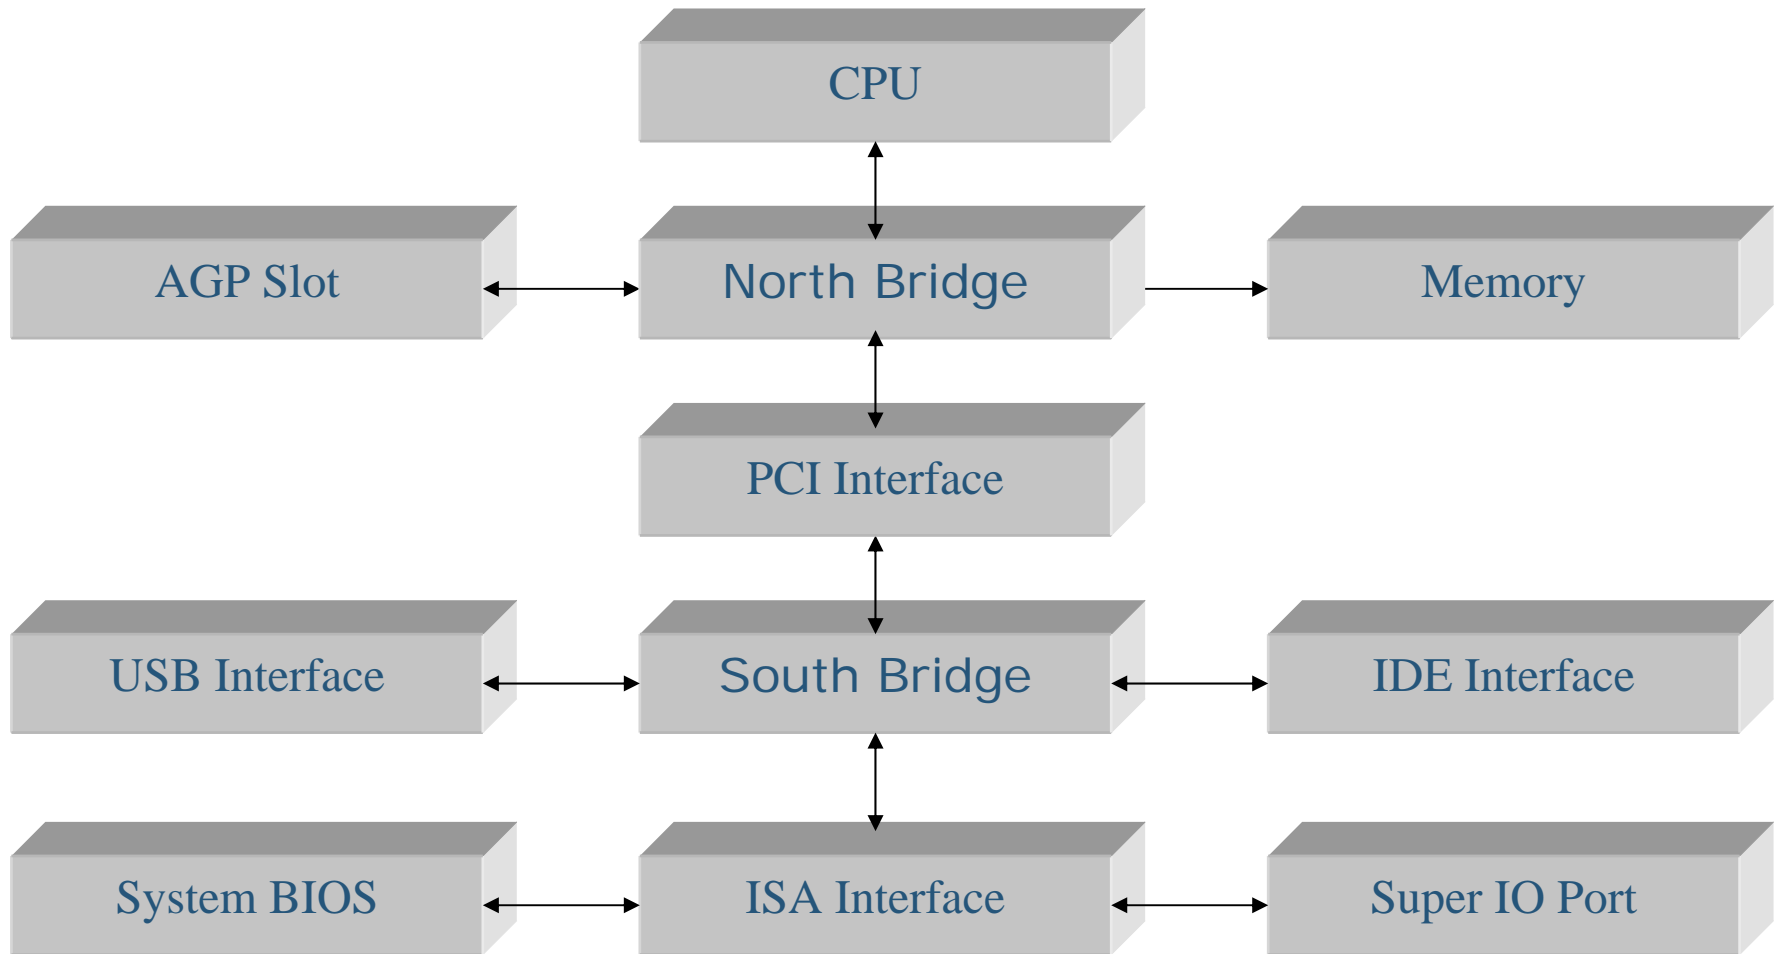 CPU
AGP Slot
North Bridge
Memory
PCI Interface
USB Interface
South Bridge
IDE Interface
System BIOS
ISA Interface
Super IO Port